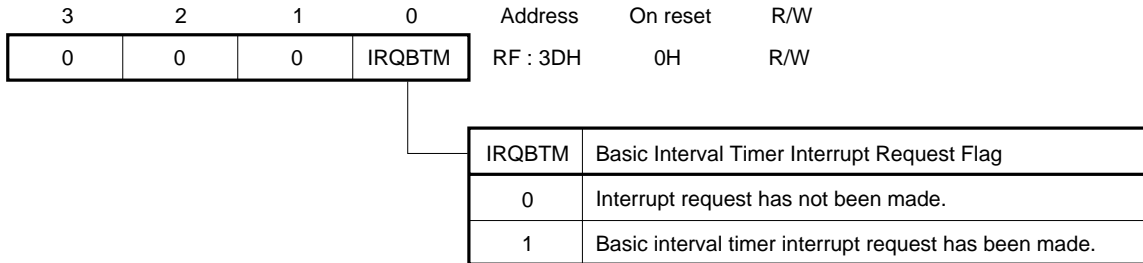 3 2 1 0 Address On reset R/W
0 0 0 IRQBTM RF : 3DH 0H R/W
IRQBTM Basic Interval Timer Interrupt Request Flag
0 Interrupt request has not been made.
1 Basic interval timer interrupt request has been made.